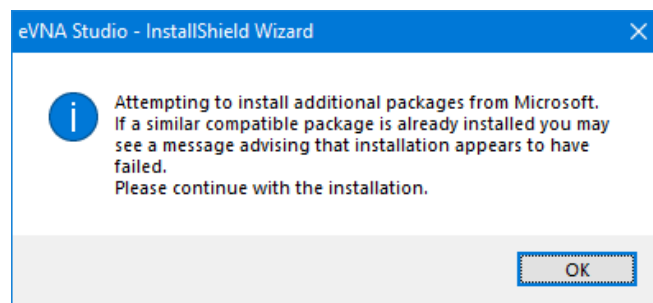 eVNA Studio - InstallShield Wizard
Attempting to install additional packages from Microsoft.
If a similar compatible package is already installed you may
see a message advising that installation appears to have
failed.
Please continue with the installation.
OK